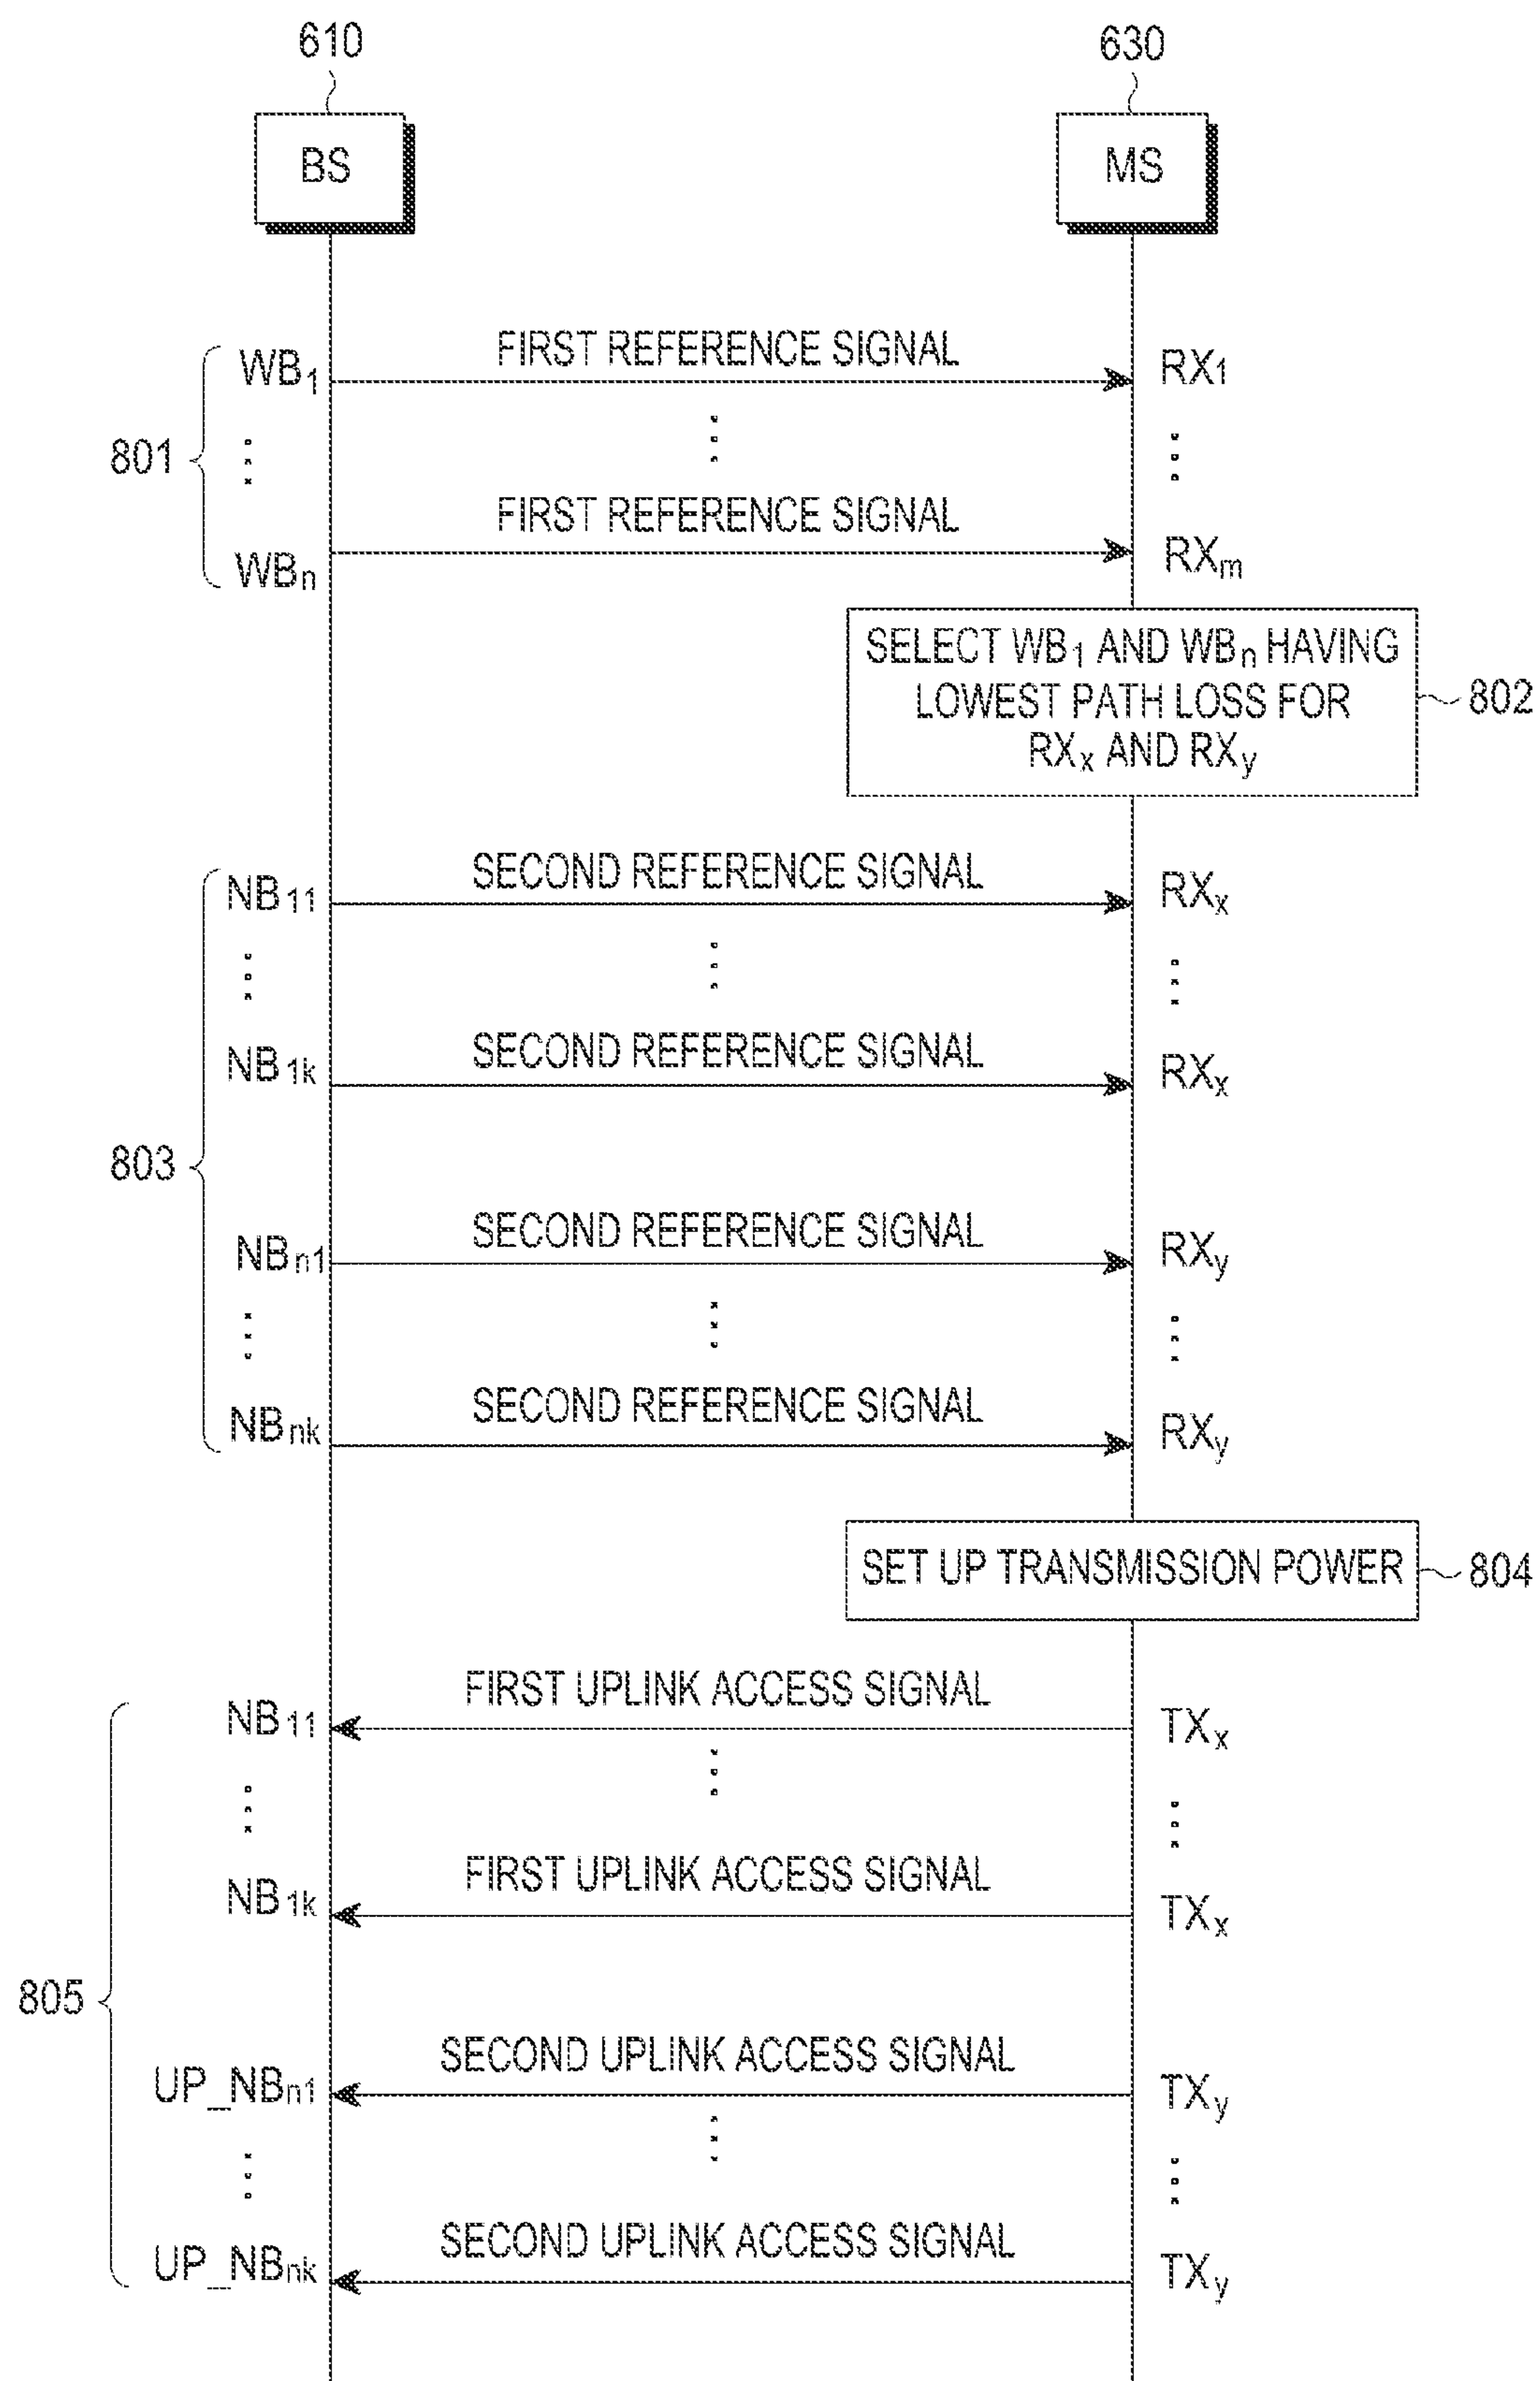 610
630
BS
MS
WB1
FIRST REFERENCE SIGNAL
RX1
801
FIRST REFERENCE SIGNAL
WBn
RXm
SELECT WB1 AND WBn HAVING
LOWEST PATH LOSS FOR
RXx AND RXy
802
NB11
SECOND REFERENCE SIGNAL
RXx
NB1k
SECOND REFERENCE SIGNAL
RXx
803
NBn1
SECOND REFERENCE SIGNAL
RXy
NBnk
SECOND REFERENCE SIGNAL
RXy
SET UP TRANSMISSION POWER
804
NB11
FIRST UPLINK ACCESS SIGNAL
TXx
NB1k
FIRST UPLINK ACCESS SIGNAL
TXx
805
UP_NBn1
SECOND UPLINK ACCESS SIGNAL
TXy
UP_NBnk
SECOND UPLINK ACCESS SIGNAL
TXy